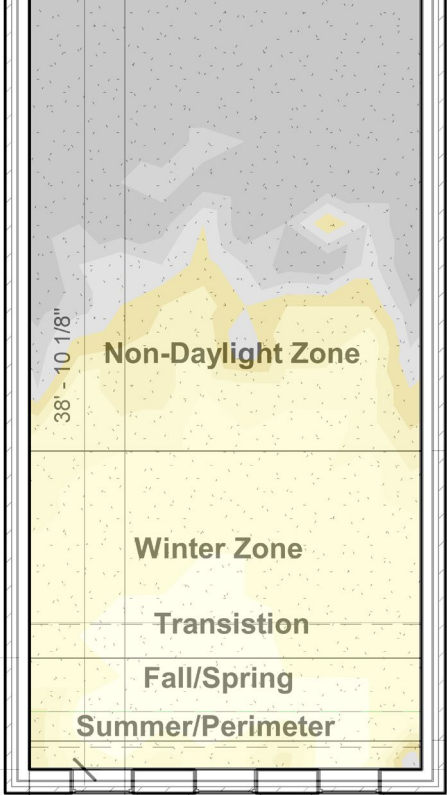 38' - 10 1/8"
Non-Daylight Zone
Winter Zone
Transistion
Fall/Spring
Summer/Perimeter